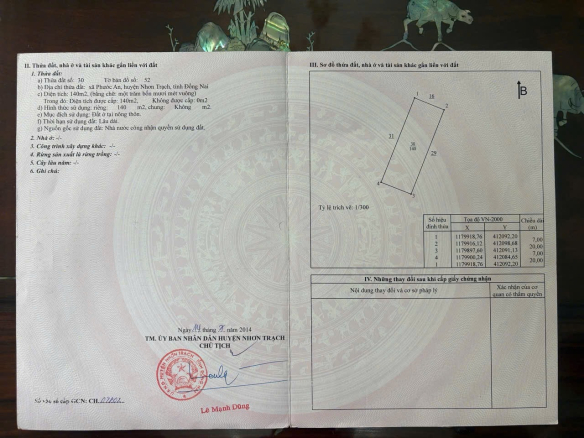 II. Thửa đất, nhà ở và tài sản khác gắn liền với đất
1. Thửa đất:
a) Thửa đất số: 30 Tờ bản đồ số: 52
b) Địa chỉ thửa đất: xã Phước An, huyện Nhơn Trạch, tỉnh Đồng Nai
c) Diện tích: 140m2, (bằng chữ: một trăm bốn mươi mét vuông)
Trong đó: Diện tích được cấp: 140m2, Không được cấp: 0m2
d) Hình thức sử dụng: riêng: 140 m2, chung: Không m2
đ) Mục đích sử dụng: Đất ở tại nông thôn.
e) Thời hạn sử dụng đất: Lâu dài.
g) Nguồn gốc sử dụng đất: Nhà nước công nhận quyền sử dụng đất.
2. Nhà ở: -/-
3. Công trình xây dựng khác: -/-
4. Rừng sản xuất là rừng trồng: -/-
5. Cây lâu năm: -/-
6. Ghi chú:
Ngày tháng năm 2014
TM. ỦY BAN NHÂN DÂN HUYỆN NHƠN TRẠCH
CHỦ TỊCH
Lê Mạnh Dũng
GCN: CH
III. Sơ đồ thửa đất, nhà ở và tài sản khác gắn liền với đất
B
1
2
30
4
Tỷ lệ trích vẽ: 1/300
Số hiệu đỉnh thửa Tọa độ VN-2000 Chiều dài (m)
X Y
1 1179918,76 412092,20
7,00
2 1179916,12 412098,68
20,00
3 1179897,60 412091,13
7,00
4 1179900,24 412084,65
20,00
1 1179918,76 412092,20
IV. Những thay đổi sau khi cấp giấy chứng nhận
Nội dung thay đổi và cơ sở pháp lý
Xác nhận của cơ
quan có thẩm quyền